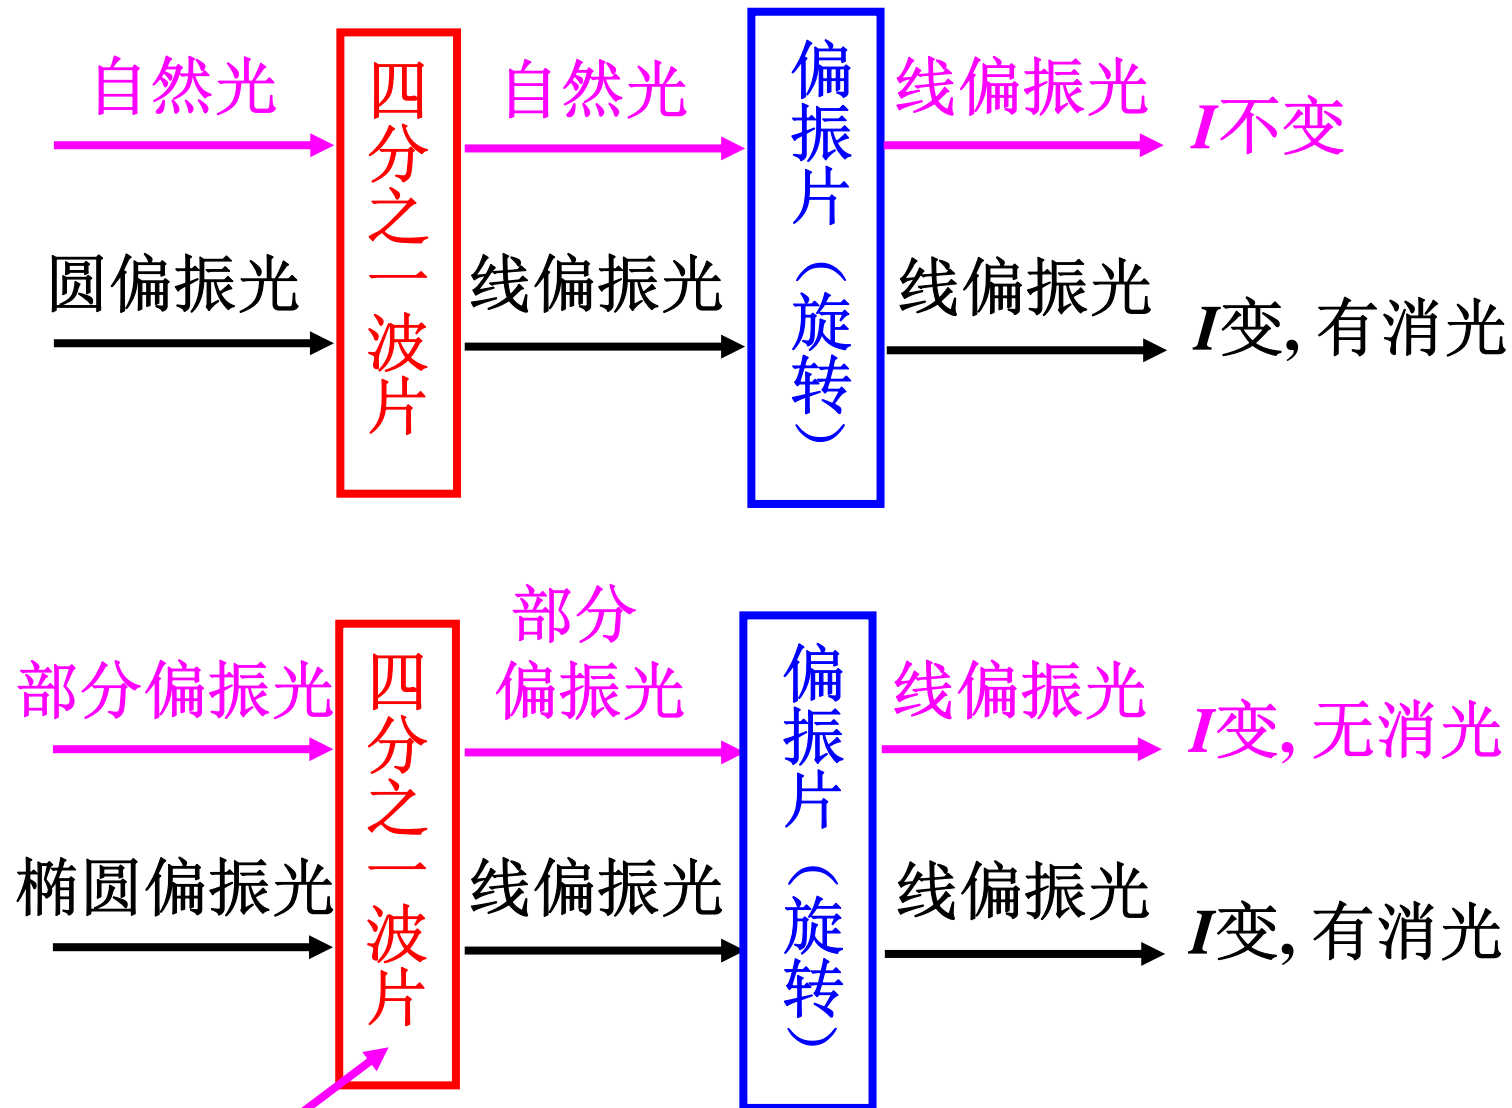 自然光
四分之一波片
自然光
偏振片（旋转）
线偏振光
I不变
圆偏振光
线偏振光
线偏振光
I变, 有消光
部分偏振光
四分之一波片
部分
偏振光
偏振片（旋转）
线偏振光
I变, 无消光
椭圆偏振光
线偏振光
线偏振光
I变, 有消光